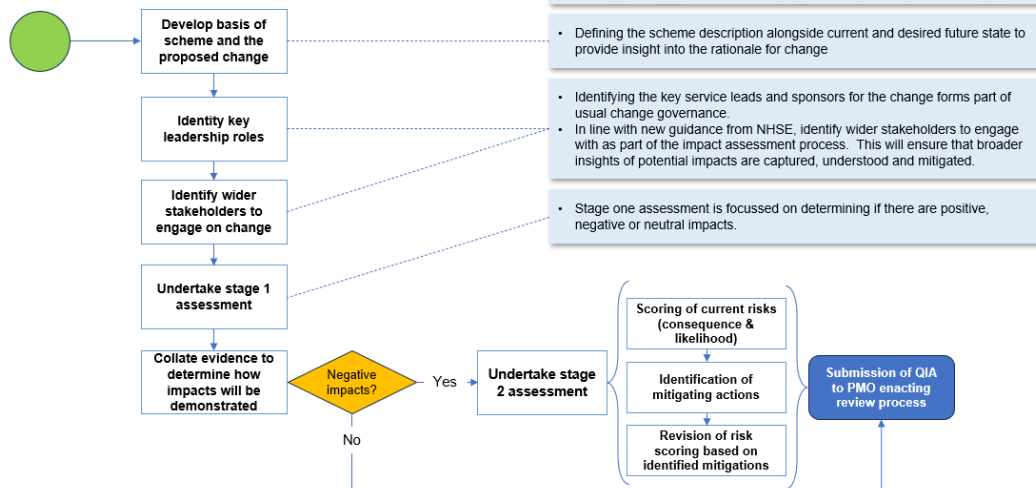 Develop basis of
scheme and the
proposed change
• Defining the scheme description alongside current and desired future state to
provide insight into the rationale for change
Identify key
leadership roles
• Identifying the key service leads and sponsors for the change forms part of
usual change governance.
• In line with new guidance from NHSE, identify wider stakeholders to engage
with as part of the impact assessment process. This will ensure that broader
insights of potential impacts are captured, understood and mitigated.
Identify wider
stakeholders to
engage on change
• Stage one assessment is focussed on determining if there are positive,
negative or neutral impacts.
Undertake stage 1
assessment
Collate evidence to
determine how
impacts will be
demonstrated
Negative
impacts?
Yes
No
Undertake stage
2 assessment
Scoring of current risks
(consequence &
likelihood)
Identification of
mitigating actions
Revision of risk
scoring based on
identified mitigations
Submission of QIA
to PMO enacting
review process